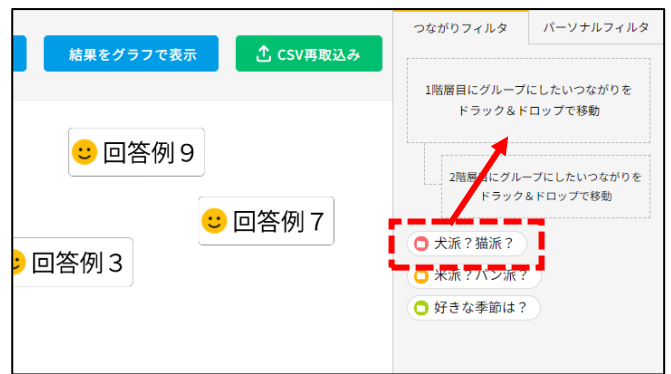 結果をグラフで表示
CSV再取込み
つながりフィルタ
パーソナルフィルタ
1階層目にグループにしたいつながりを
ドラック＆ドロップで移動
2階層目にグループにしたいつながりを
ドラック＆ドロップで移動
犬派？猫派？
米派？パン派？
好きな季節は？
回答例９
回答例７
回答例３